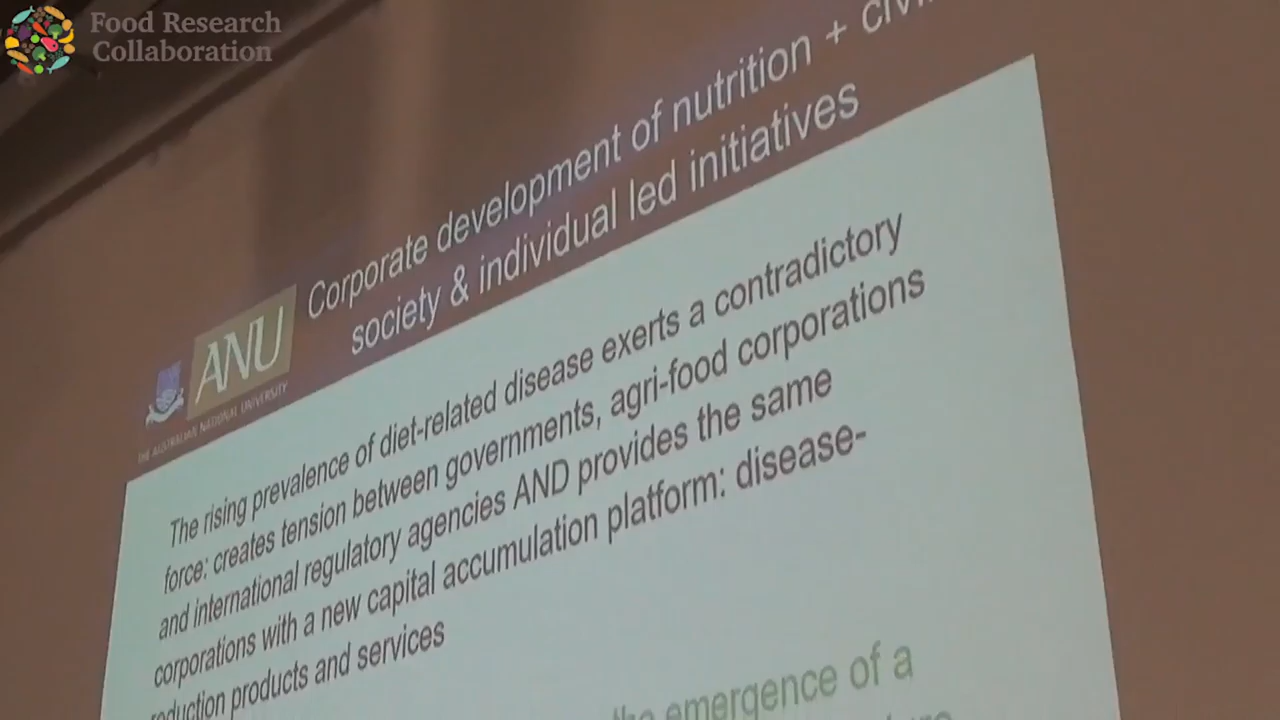 Food Research
Collaboration
Corporate development of nutrition +
society & individual led initiatives
ANU
THE AUSTRALIAN NATIONAL UNIVERSITY
The rising prevalence of diet-related disease exerts a contradictory
force: creates tension between governments, agri-food corporations
and international regulatory agencies AND provides the same
corporations with a new capital accumulation platform: disease-
reduction products and services
the emergence of a